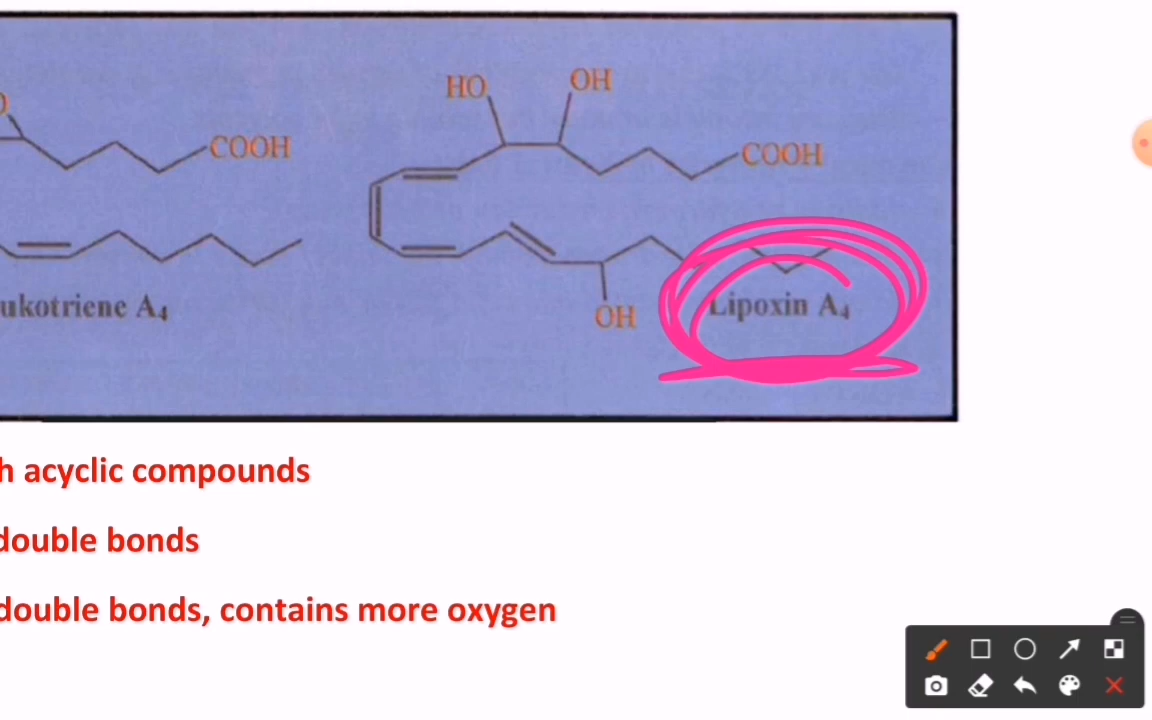 HO OH
COOH COOH
ukotriene A₄ OH Lipoxin A₄
h acyclic compounds
double bonds
double bonds, contains more oxygen